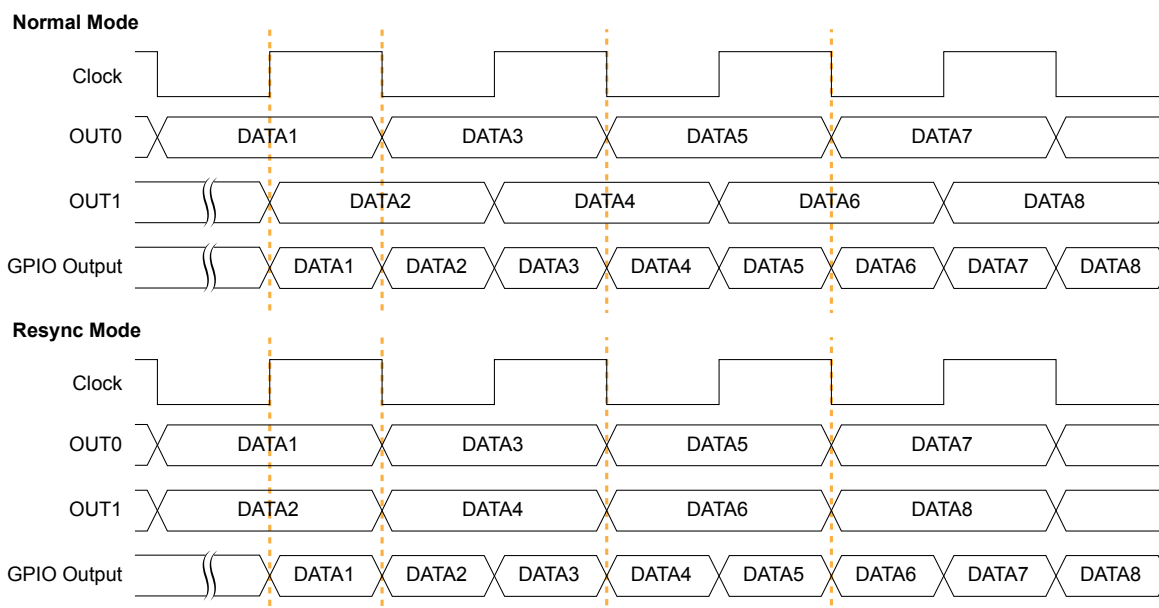 Normal Mode
Clock
OUT0 DATA1 DATA3 DATA5 DATA7
OUT1 DATA2 DATA4 DATA6 DATA8
GPIO Output DATA1 DATA2 DATA3 DATA4 DATA5 DATA6 DATA7 DATA8
Resync Mode
Clock
OUT0 DATA1 DATA3 DATA5 DATA7
OUT1 DATA2 DATA4 DATA6 DATA8
GPIO Output DATA1 DATA2 DATA3 DATA4 DATA5 DATA6 DATA7 DATA8